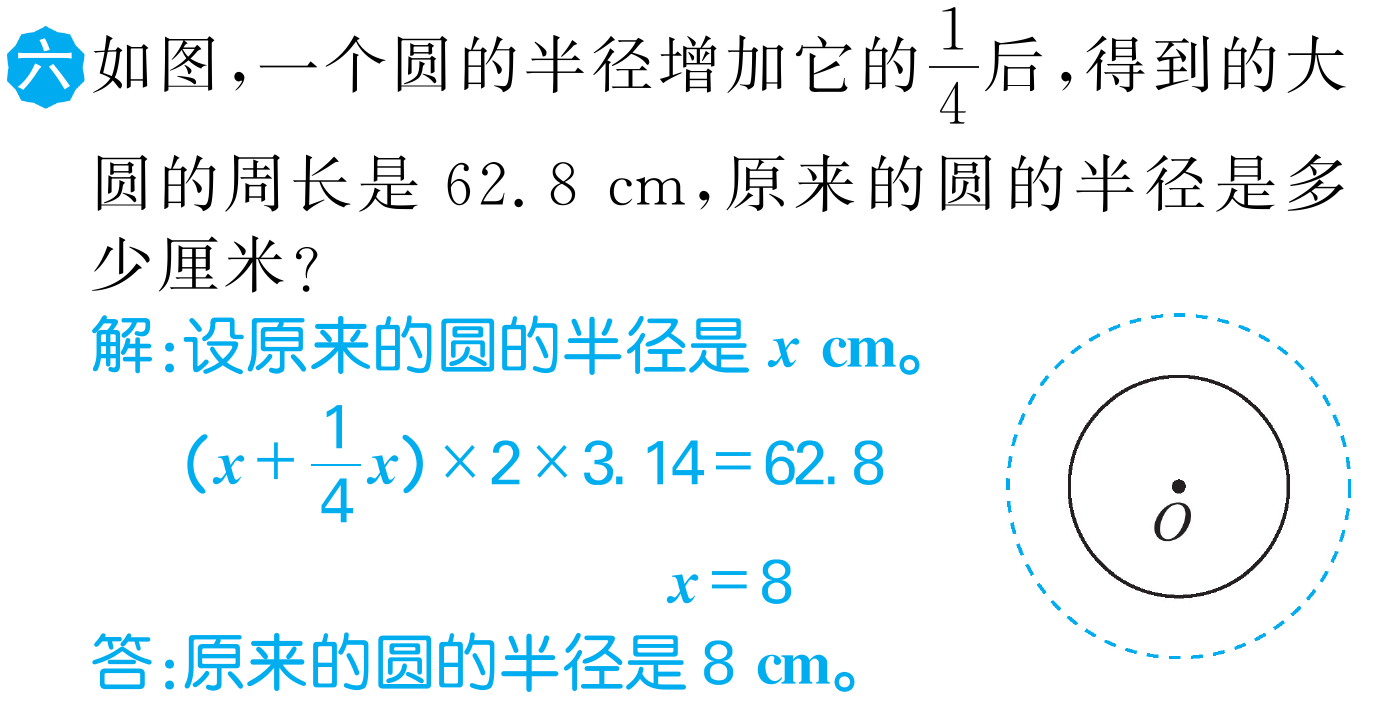 六 如图,一个圆的半径增加它的1/4后,得到的大
圆的周长是 62.8 cm,原来的圆的半径是多
少厘米?
解:设原来的圆的半径是 x cm。
(x+1/4x)×2×3.14=62.8
x=8
答:原来的圆的半径是 8 cm。
O